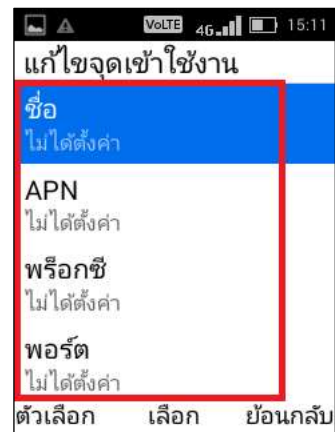 VoLTE 4G 15:11
แก้ไขจุดเข้าใช้งาน
ชื่อ
ไม่ได้ตั้งค่า
APN
ไม่ได้ตั้งค่า
พร็อกซี
ไม่ได้ตั้งค่า
พอร์ต
ไม่ได้ตั้งค่า
ตัวเลือก เลือก ย้อนกลับ